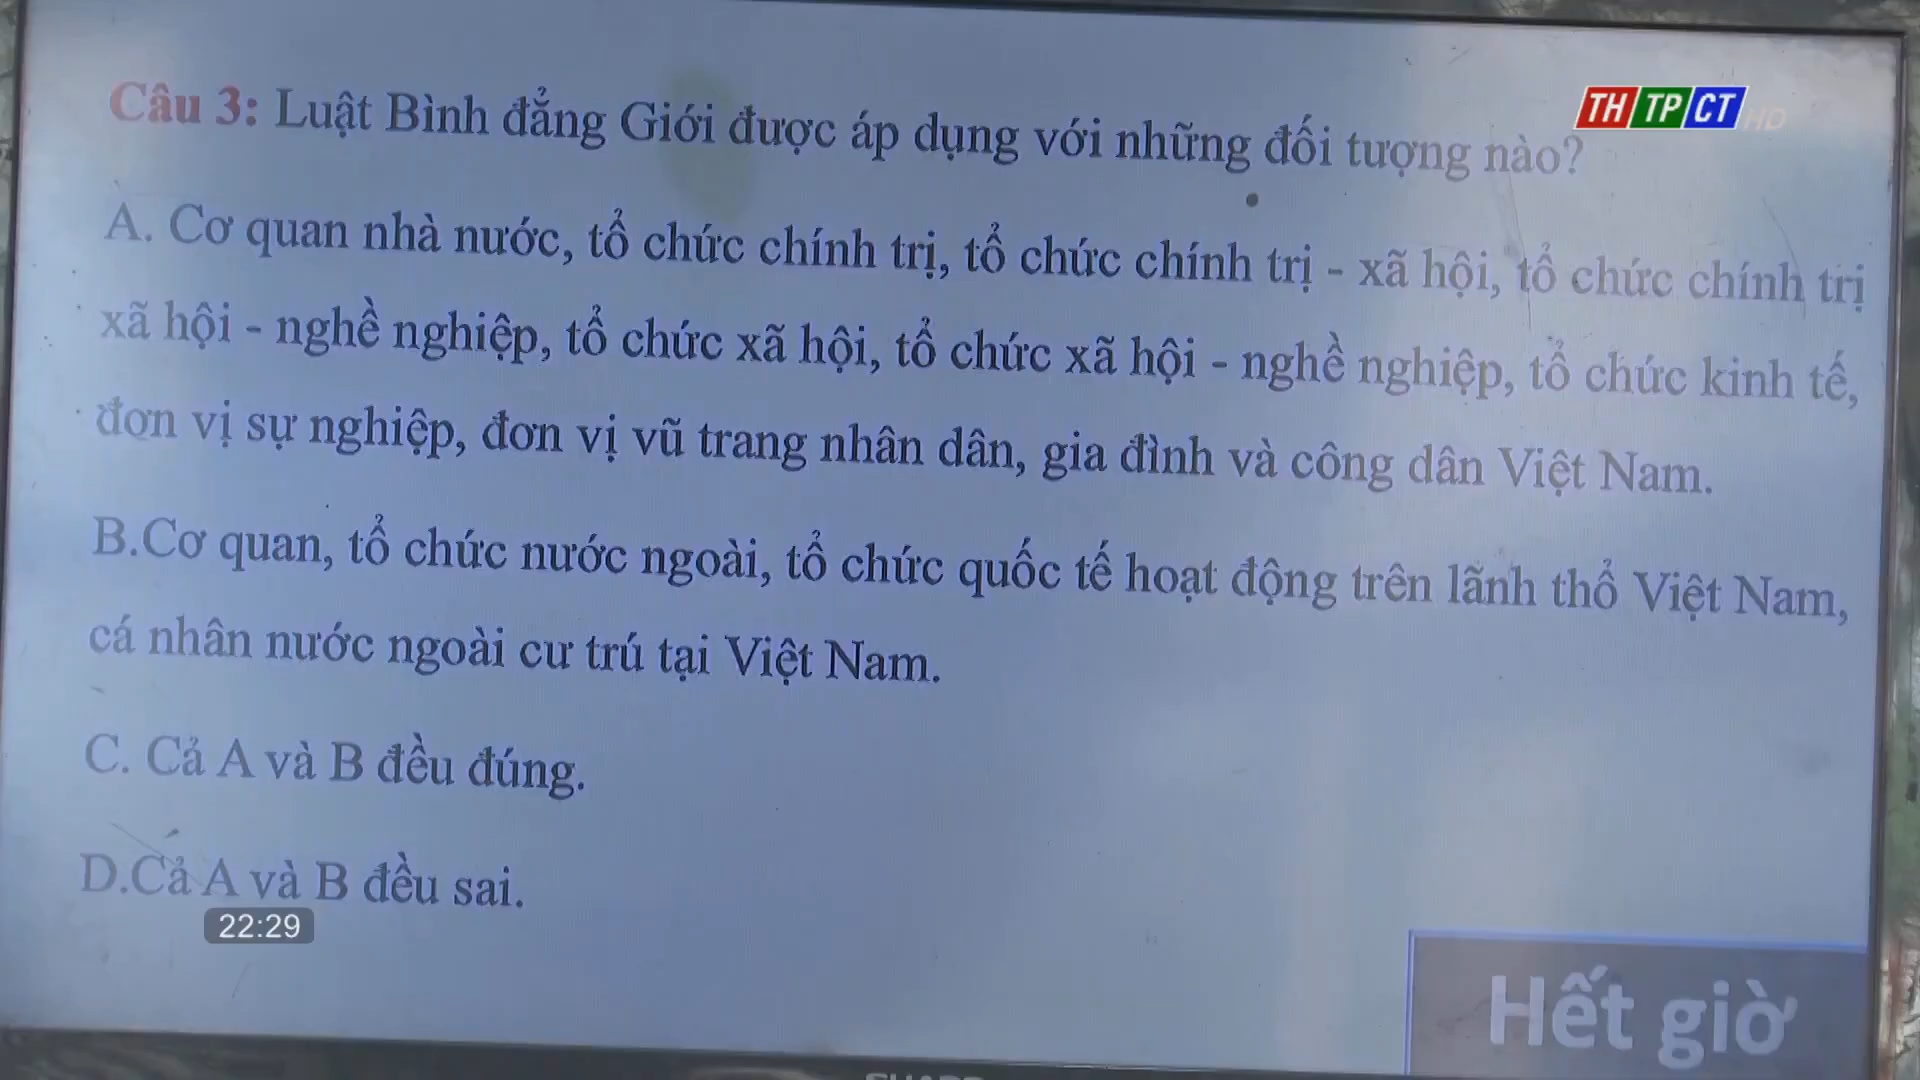 THTPCT HD
Câu 3: Luật Bình đẳng Giới được áp dụng với những đối tượng nào?
A. Cơ quan nhà nước, tổ chức chính trị, tổ chức chính trị - xã hội, tổ chức chính trị
xã hội - nghề nghiệp, tổ chức xã hội, tổ chức xã hội - nghề nghiệp, tổ chức kinh tế,
đơn vị sự nghiệp, đơn vị vũ trang nhân dân, gia đình và công dân Việt Nam.
B.Cơ quan, tổ chức nước ngoài, tổ chức quốc tế hoạt động trên lãnh thổ Việt Nam,
cá nhân nước ngoài cư trú tại Việt Nam.
C. Cả A và B đều đúng.
D.Cả A và B đều sai.
22:29
Hết giờ